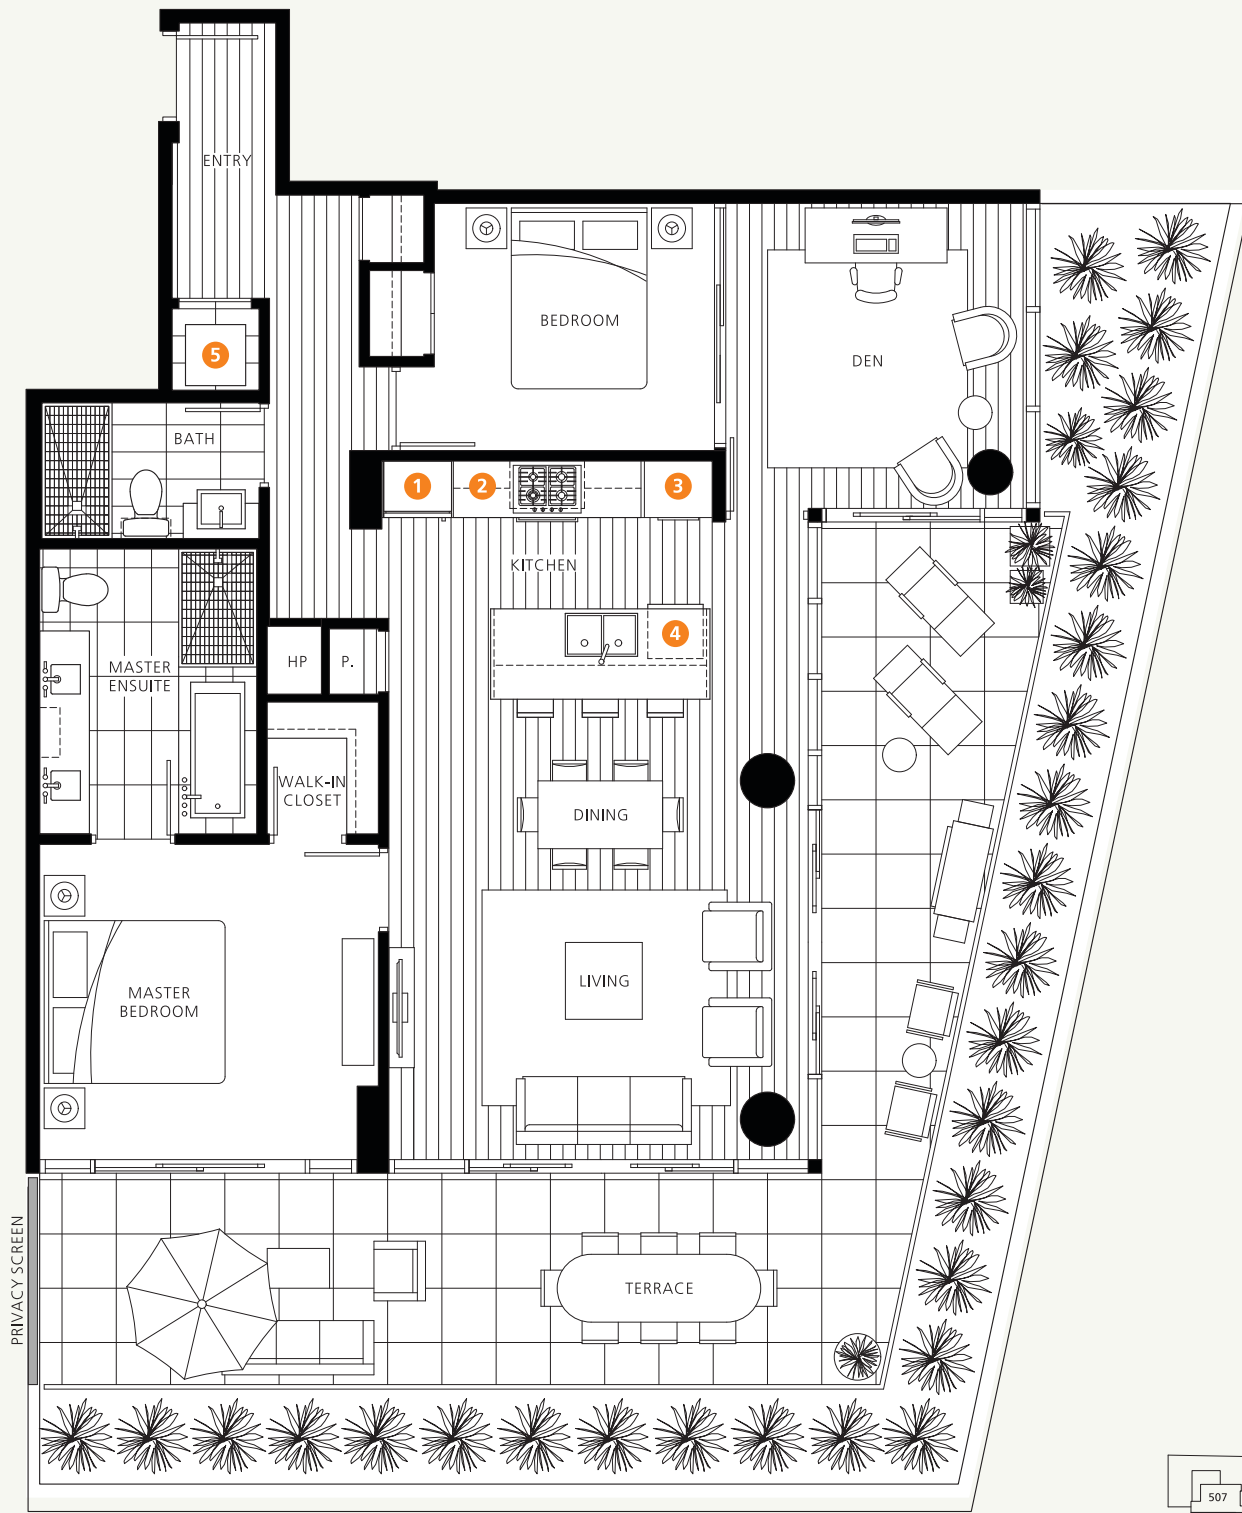 ENTRY
5
BEDROOM
DEN
BATH
1
2
3
KITCHEN
4
HP
P.
MASTER
ENSUITE
WALK-IN
CLOSET
DINING
LIVING
MASTER
BEDROOM
PRIVACY SCREEN
TERRACE
507